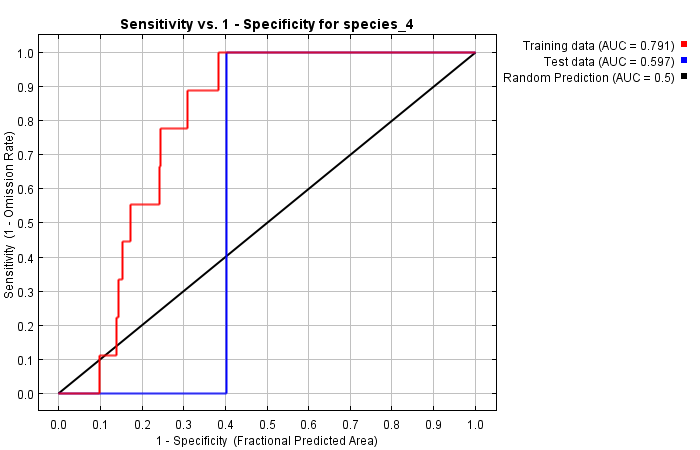 Sensitivity vs. 1 - Specificity for species_4
Training data (AUC = 0.791)
Test data (AUC = 0.597)
Random Prediction (AUC = 0.5)
Sensitivity (1 - Omission Rate)
1.0
0.9
0.8
0.7
0.6
0.5
0.4
0.3
0.2
0.1
0.0
0.0 0.1 0.2 0.3 0.4 0.5 0.6 0.7 0.8 0.9 1.0
1 - Specificity (Fractional Predicted Area)